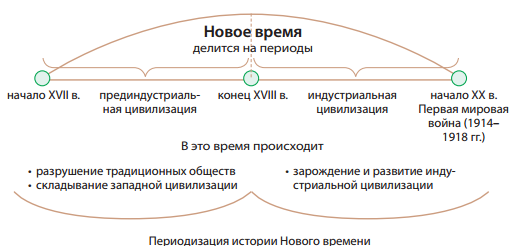 Новое время
делится на периоды
начало XVII в.
прединдустриаль-
ная цивилизация
конец XVIII в.
индустриальная
цивилизация
начало XX в.
Первая мировая
война (1914–
1918 гг.)
В это время происходит
• разрушение традиционных обществ
• складывание западной цивилизации
• зарождение и развитие инду-
стриальной цивилизации
Периодизация истории Нового времени